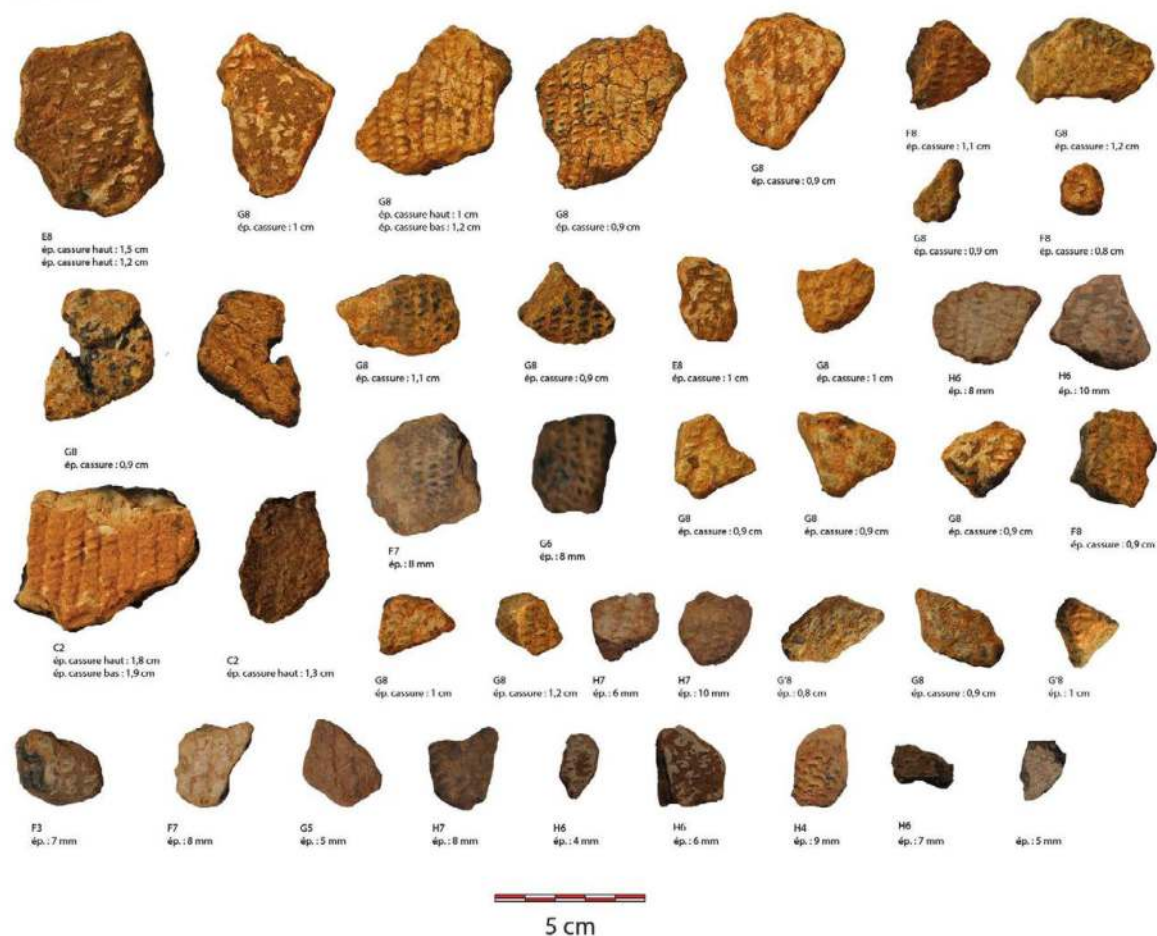 E8
ép. cassure haut : 1,5 cm
ép. cassure haut : 1,2 cm
G8
ép. cassure : 1 cm
G8
ép. cassure haut : 1 cm
ép. cassure bas : 1,2 cm
G8
ép. cassure : 0,9 cm
G8
ép. cassure : 0,9 cm
F8
ép. cassure : 1,1 cm
G8
ép. cassure : 1,2 cm
G8
ép. cassure : 0,9 cm
F8
ép. cassure : 0,8 cm
G8
ép. cassure : 0,9 cm
G8
ép. cassure : 1,1 cm
G8
ép. cassure : 0,9 cm
E8
ép. cassure : 1 cm
G8
ép. cassure : 1 cm
H6
ép. : 8 mm
H6
ép. : 10 mm
F7
ép. : 8 mm
G6
ép. : 8 mm
G8
ép. cassure : 0,9 cm
G8
ép. cassure : 0,9 cm
G8
ép. cassure : 0,9 cm
F8
ép. cassure : 0,9 cm
C2
ép. cassure haut : 1,8 cm
ép. cassure bas : 1,9 cm
C2
ép. cassure haut : 1,3 cm
G8
ép. cassure : 1 cm
G8
ép. cassure : 1,2 cm
H7
ép. : 6 mm
H7
ép. : 10 mm
G'8
ép. : 0,8 cm
G8
ép. cassure : 0,9 cm
G'8
ép. : 1 cm
F3
ép. : 7 mm
F7
ép. : 8 mm
G5
ép. : 5 mm
H7
ép. : 8 mm
H6
ép. : 4 mm
H6
ép. : 6 mm
H4
ép. : 9 mm
H6
ép. : 7 mm
ép. : 5 mm
5 cm